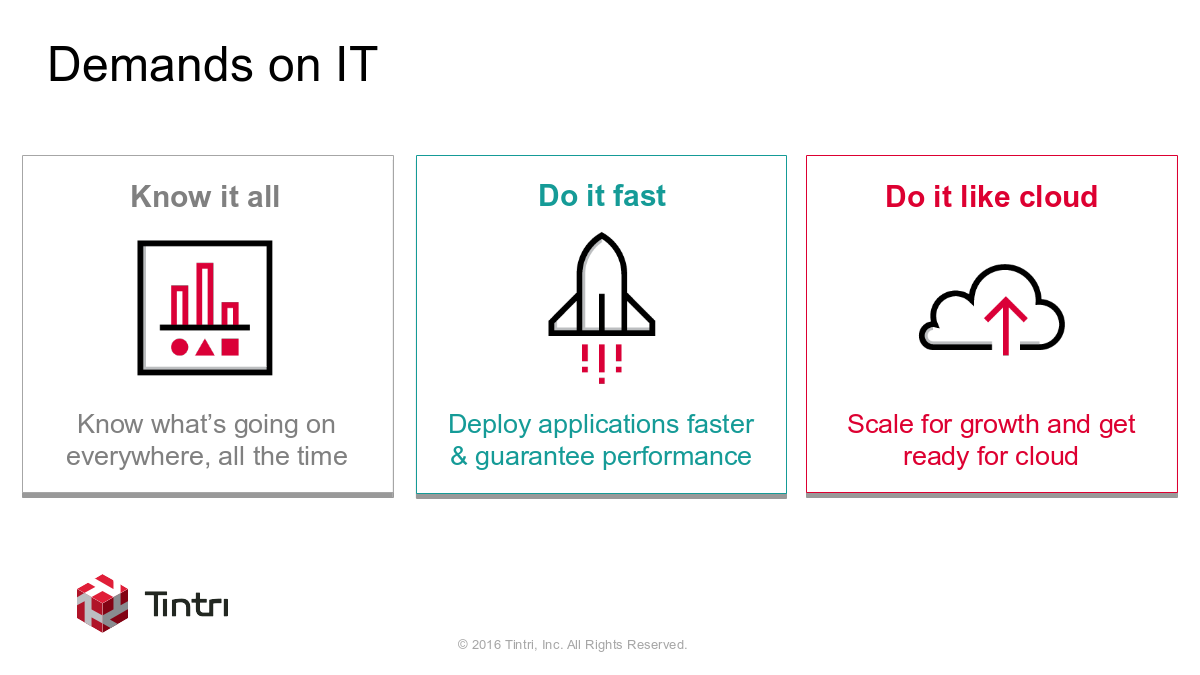 Demands on IT
Know it all
Know what’s going on
everywhere, all the time
Do it fast
Deploy applications faster
& guarantee performance
Do it like cloud
Scale for growth and get
ready for cloud
Tintri
© 2016 Tintri, Inc. All Rights Reserved.